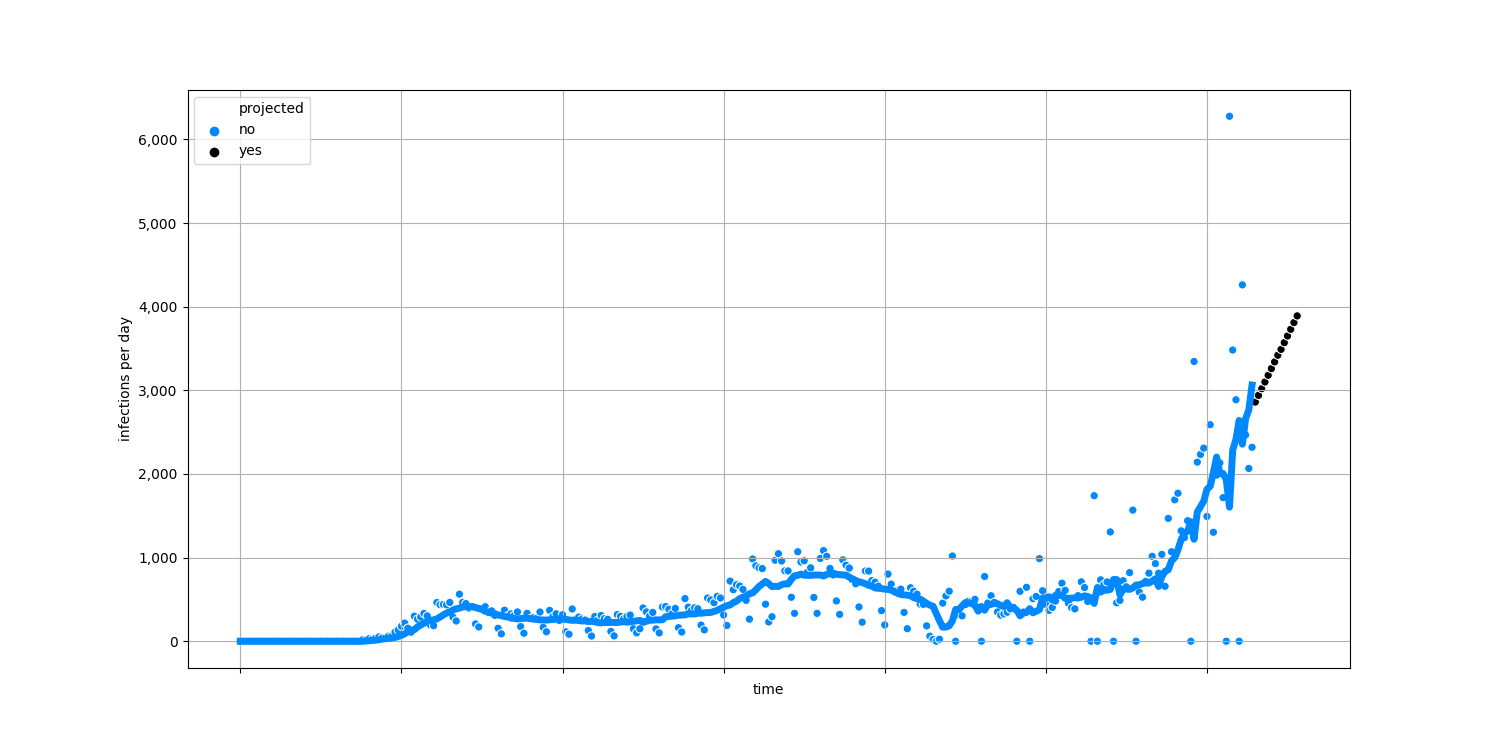 projected
no
yes
6,000
5,000
4,000
3,000
2,000
1,000
0
infections per day
time